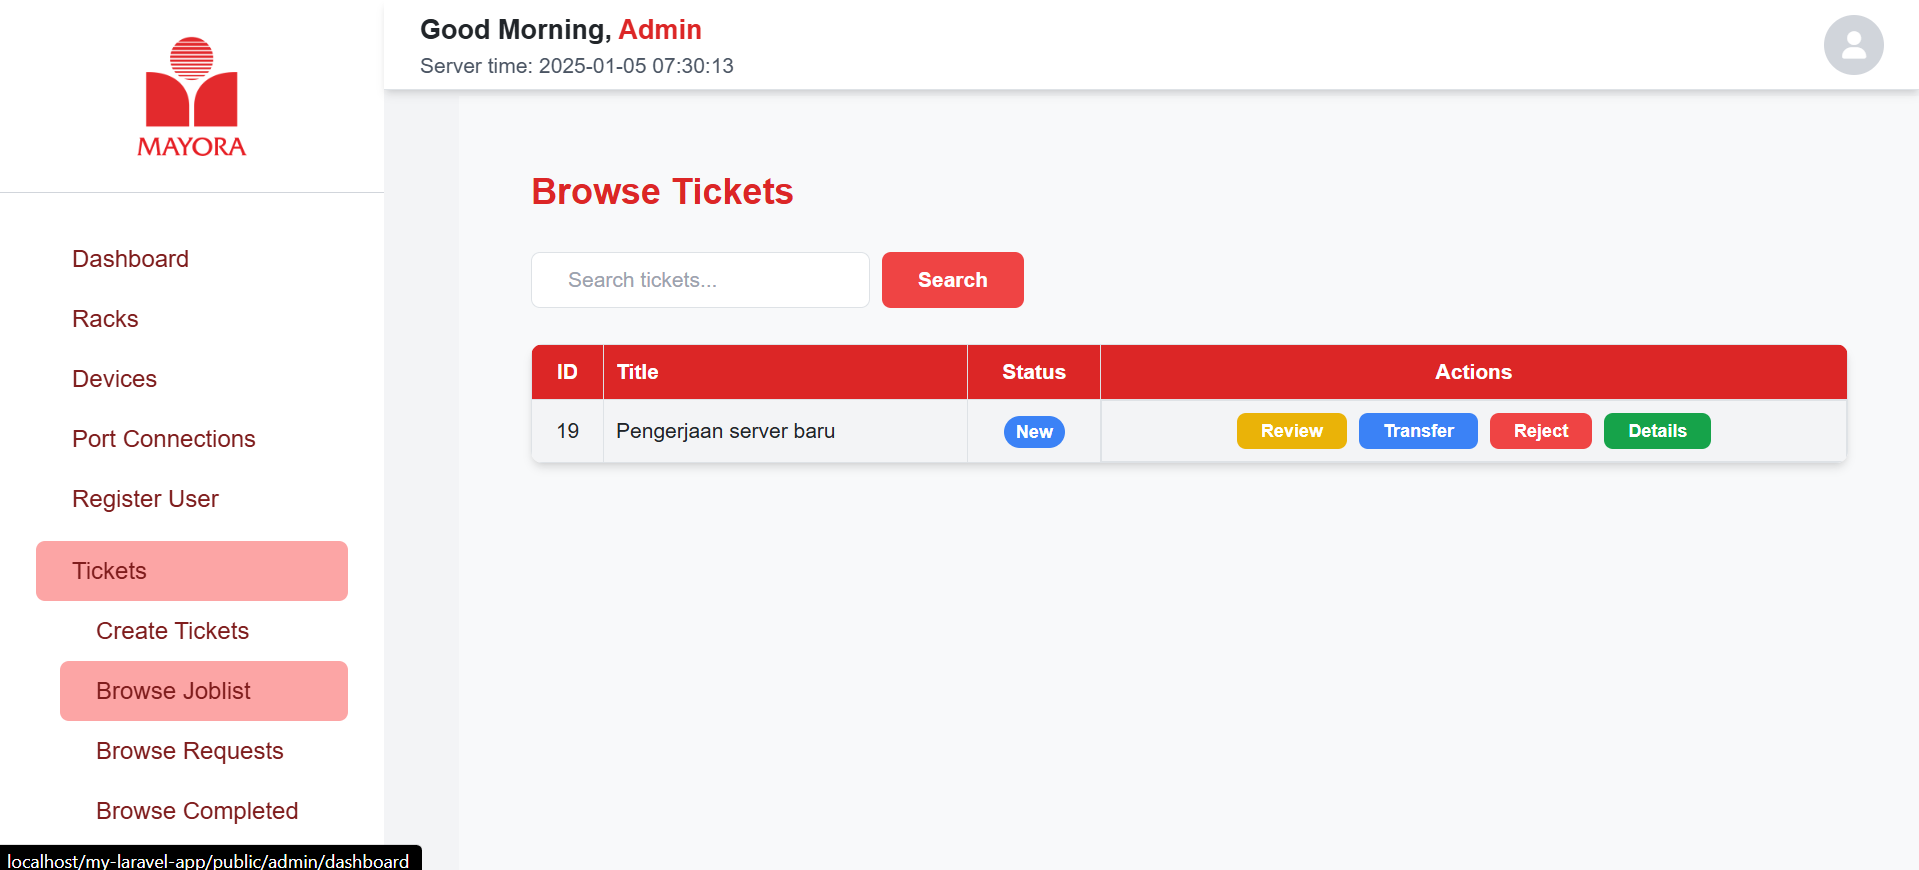 MAYORA
Good Morning, Admin
Server time: 2025-01-05 07:30:13
Dashboard
Racks
Devices
Port Connections
Register User
Tickets
Create Tickets
Browse Joblist
Browse Requests
Browse Completed
Browse Tickets
Search tickets...
Search
ID Title Status Actions
19 Pengerjaan server baru New Review Transfer Reject Details
localhost/my-laravel-app/public/admin/dashboard